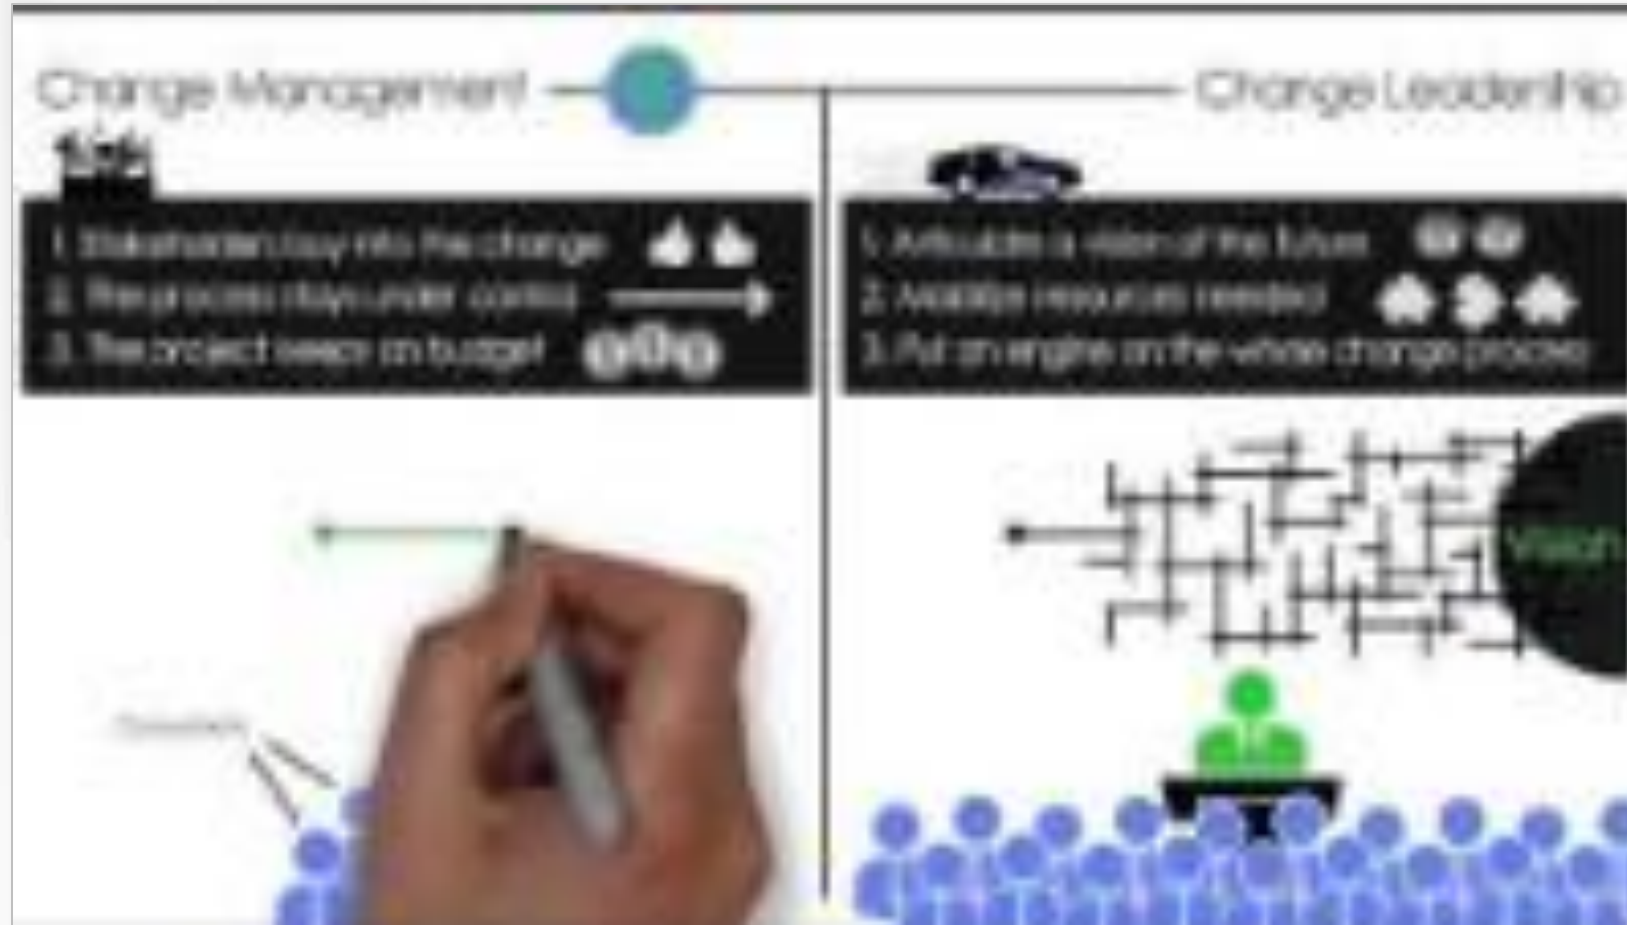 Change Management
Change Leadership
1. Stakeholders buy into the change
2. The process stays under control
3. The project keeps on budget
1. Articulate a vision of the future
2. Mobilize resources needed
3. Put an engine on the whole change process
Vision